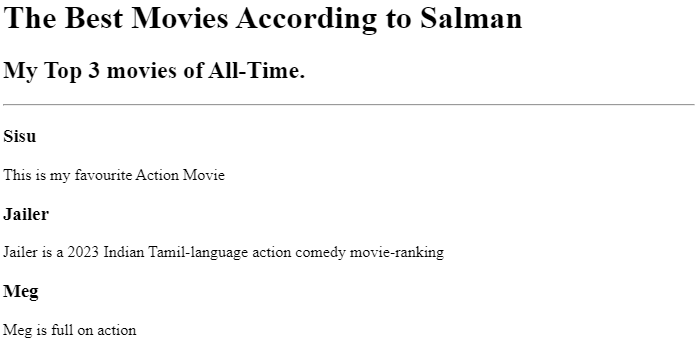 The Best Movies According to Salman
My Top 3 movies of All-Time.
Sisu
This is my favourite Action Movie
Jailer
Jailer is a 2023 Indian Tamil-language action comedy movie-ranking
Meg
Meg is full on action